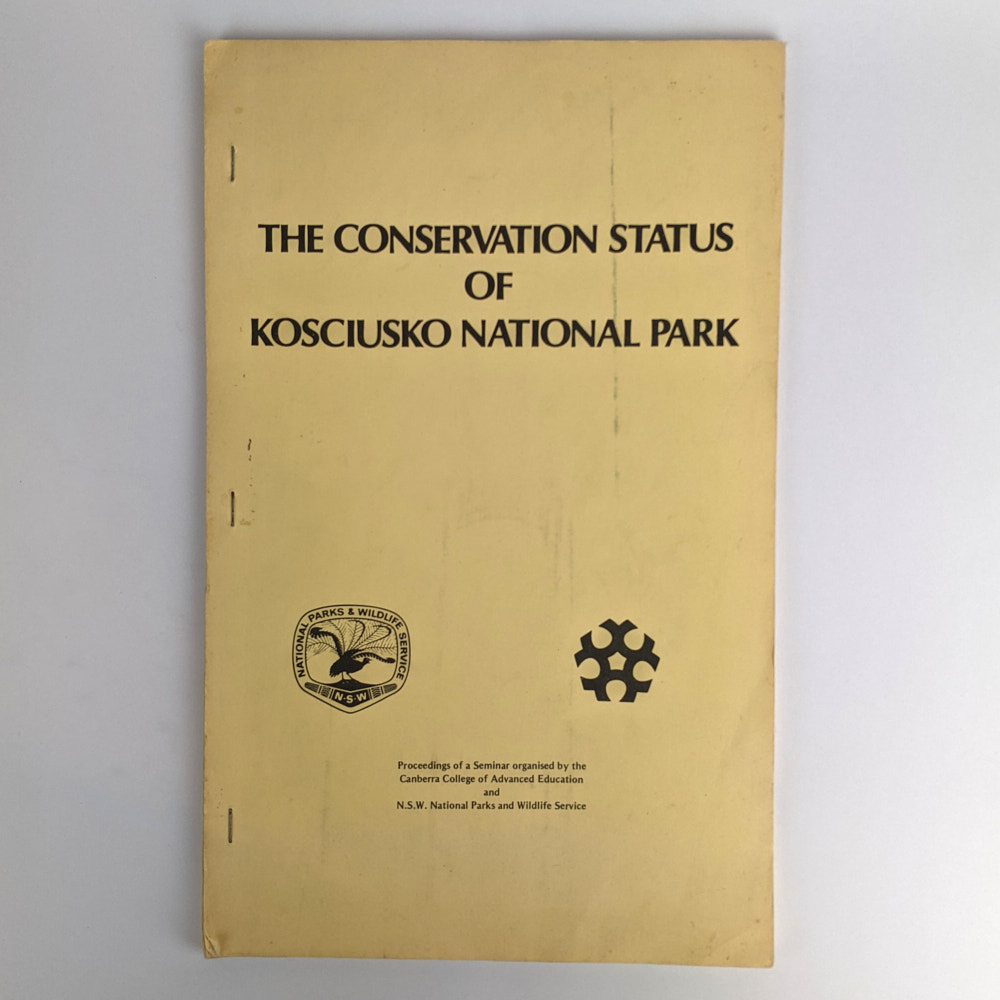 THE CONSERVATION STATUS
OF
KOSCIUSKO NATIONAL PARK
NATIONAL PARKS & WILDLIFE SERVICE
N·S·W
Proceedings of a Seminar organised by the
Canberra College of Advanced Education
and
N.S.W. National Parks and Wildlife Service